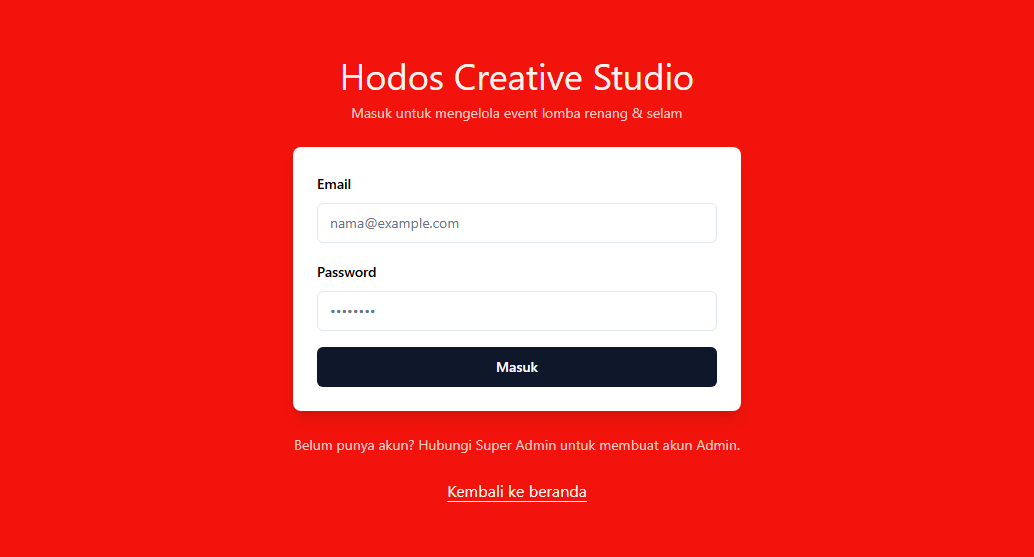 Hodos Creative Studio
Masuk untuk mengelola event lomba renang & selam
Email
nama@example.com
Password
••••••••
Masuk
Belum punya akun? Hubungi Super Admin untuk membuat akun Admin.
Kembali ke beranda